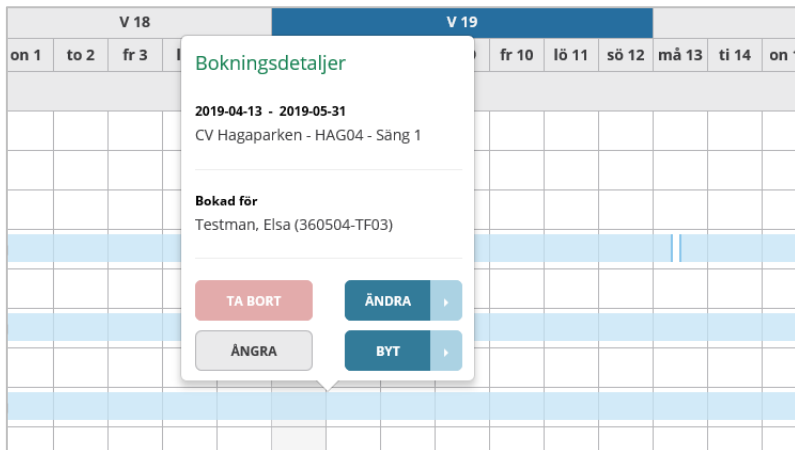 V 18
V 19
on 1 to 2 fr 3 fr 10 lö 11 sö 12 må 13 ti 14 on
Bokningsdetaljer
2019-04-13 - 2019-05-31
CV Hagaparken - HAG04 - Säng 1
Bokad för
Testman, Elsa (360504-TF03)
TA BORT
ÄNDRA
ÅNGRA
BYT